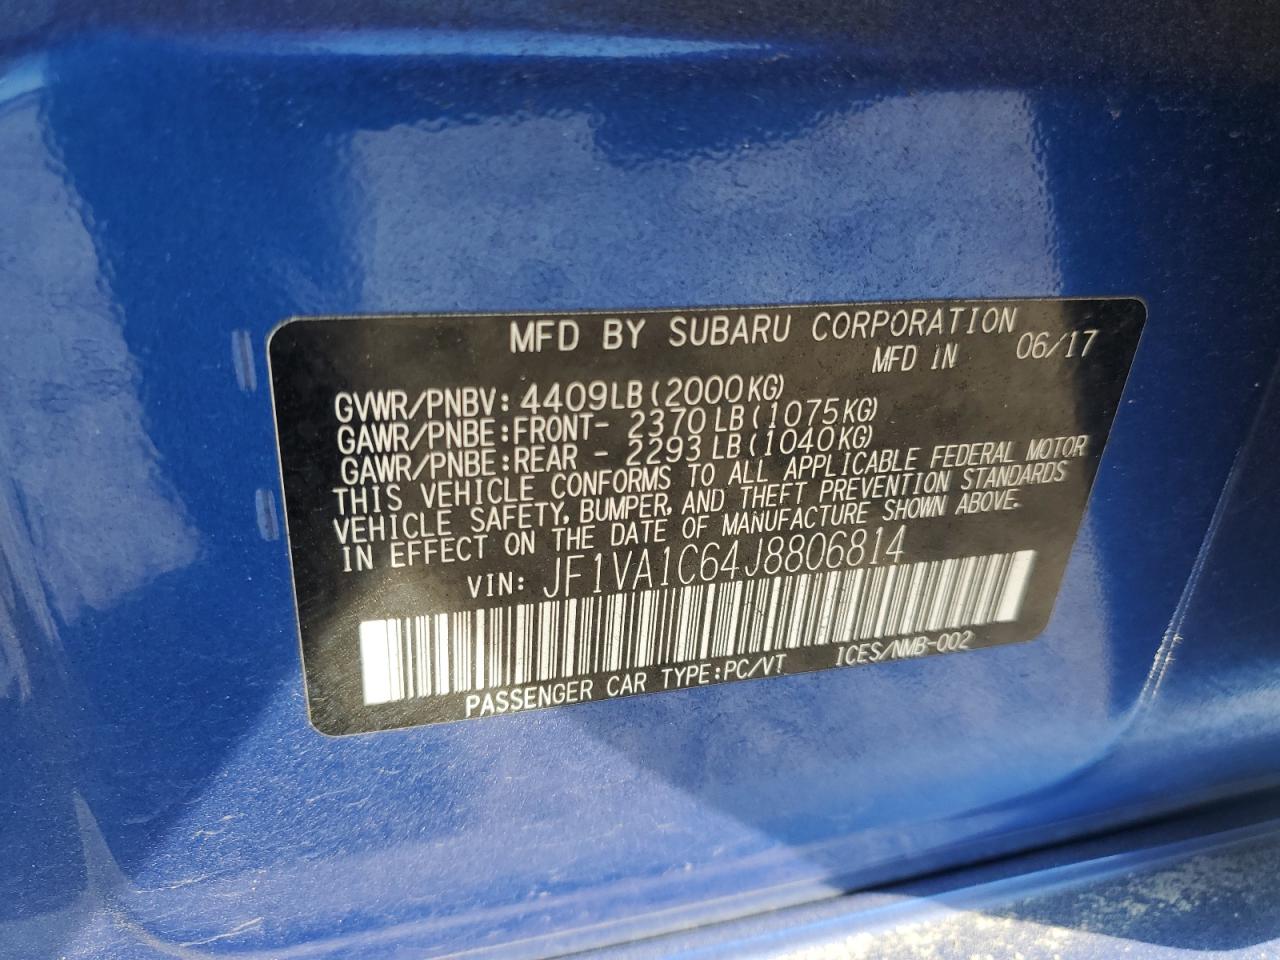 MFD BY SUBARU CORPORATION
MFD IN 06/17
GVWR/PNBV: 4409LB(2000KG)
GAWR/PNBE:FRONT- 2370LB(1075KG)
GAWR/PNBE:REAR - 2293LB(1040KG)
THIS VEHICLE CONFORMS TO ALL APPLICABLE FEDERAL MOTOR
VEHICLE SAFETY, BUMPER, AND THEFT PREVENTION STANDARDS
IN EFFECT ON THE DATE OF MANUFACTURE SHOWN ABOVE.
VIN: JF1VA1C64J8806814
PASSENGER CAR TYPE:PC/VT ICES/NMB-002